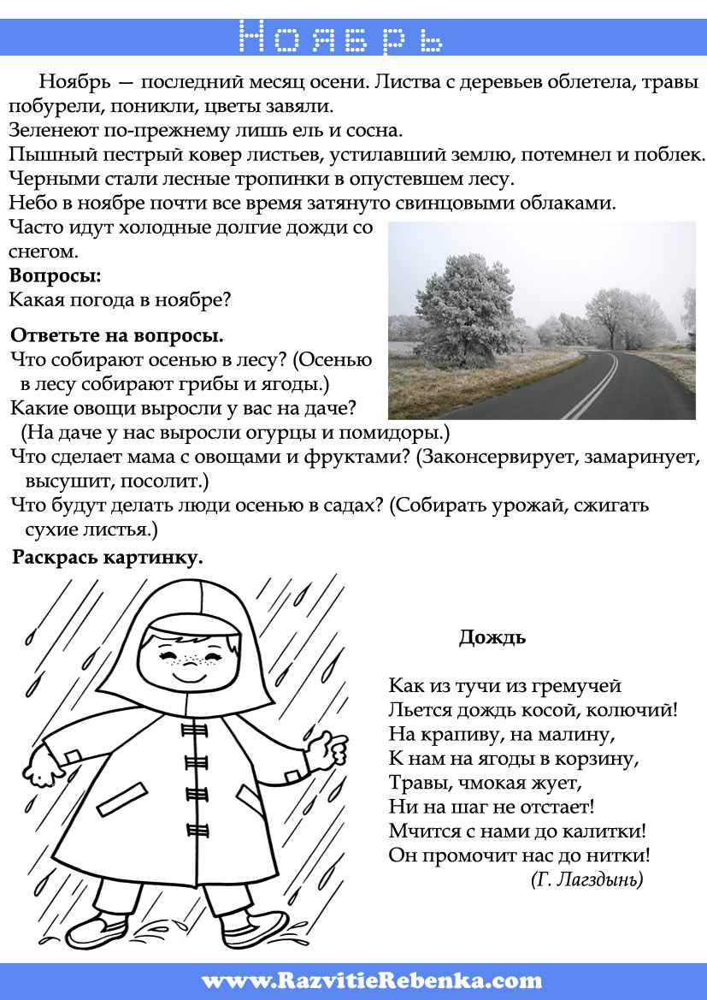 Ноябрь
Ноябрь — последний месяц осени. Листва с деревьев облетела, травы
побурели, поникли, цветы завяли.
Зеленеют по-прежнему лишь ель и сосна.
Пышный пестрый ковер листьев, устилавший землю, потемнел и поблек.
Черными стали лесные тропинки в опустевшем лесу.
Небо в ноябре почти все время затянуто свинцовыми облаками.
Часто идут холодные долгие дожди со
снегом.
Вопросы:
Какая погода в ноябре?
Ответьте на вопросы.
Что собирают осенью в лесу? (Осенью
в лесу собирают грибы и ягоды.)
Какие овощи выросли у вас на даче?
(На даче у нас выросли огурцы и помидоры.)
Что сделает мама с овощами и фруктами? (Законсервирует, замаринует,
высушит, посолит.)
Что будут делать люди осенью в садах? (Собирать урожай, сжигать
сухие листья.)
Раскрась картинку.
Дождь
Как из тучи из гремучей
Льется дождь косой, колючий!
На крапиву, на малину,
К нам на ягоды в корзину,
Травы, чмокая жует,
Ни на шаг не отстает!
Мчится с нами до калитки!
Он промочит нас до нитки!
(Г. Лагздынь)
www.RazvitieRebenka.com